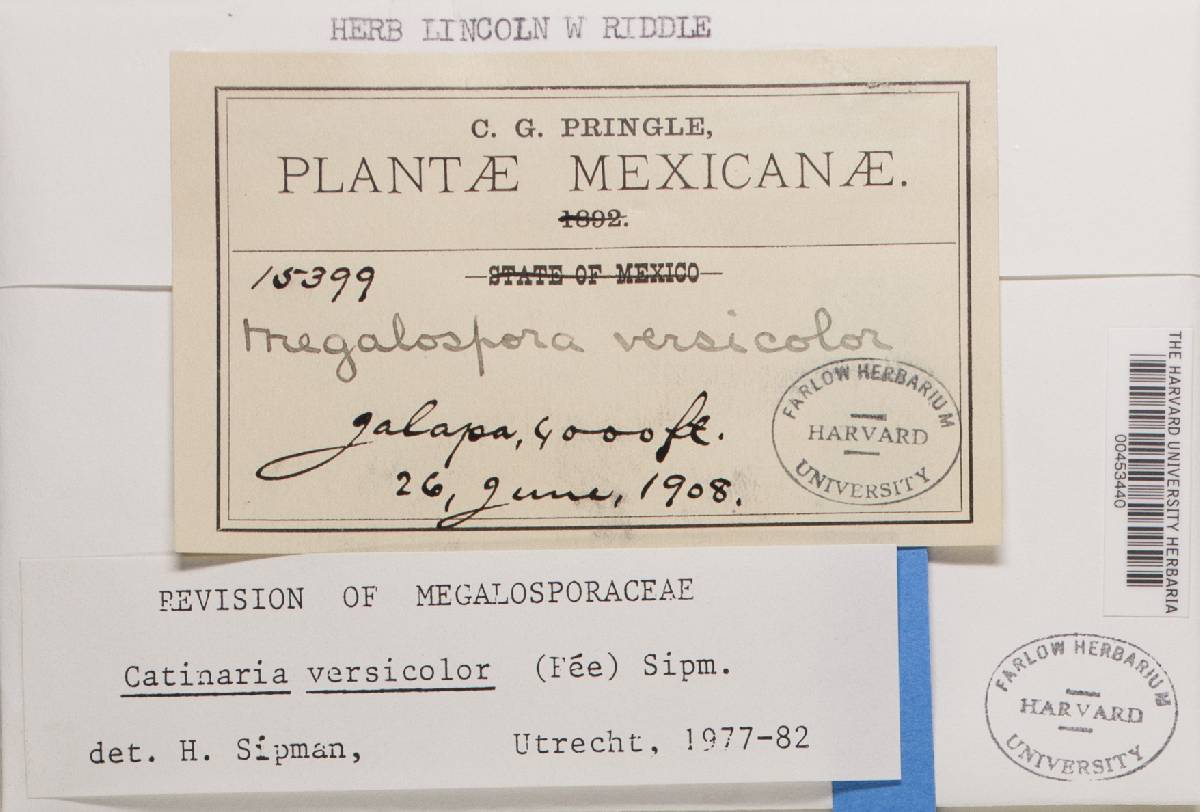 HERB LINCOLN W RIDDLE
C. G. PRINGLE,
PLANTÆ MEXICANÆ.
1892.
15399
—STATE OF MEXICO—
Megalospora versicolor
Jalapa, 4000 ft.
26, June, 1908.
FARLOW HERBARIUM
HARVARD
UNIVERSITY
THE HARVARD UNIVERSITY HERBARIA
00453440
REVISION OF MEGALOSPORACEAE
Catinaria versicolor (Fée) Sipm.
det. H. Sipman, Utrecht, 1977-82
FARLOW HERBARIUM
HARVARD
UNIVERSITY